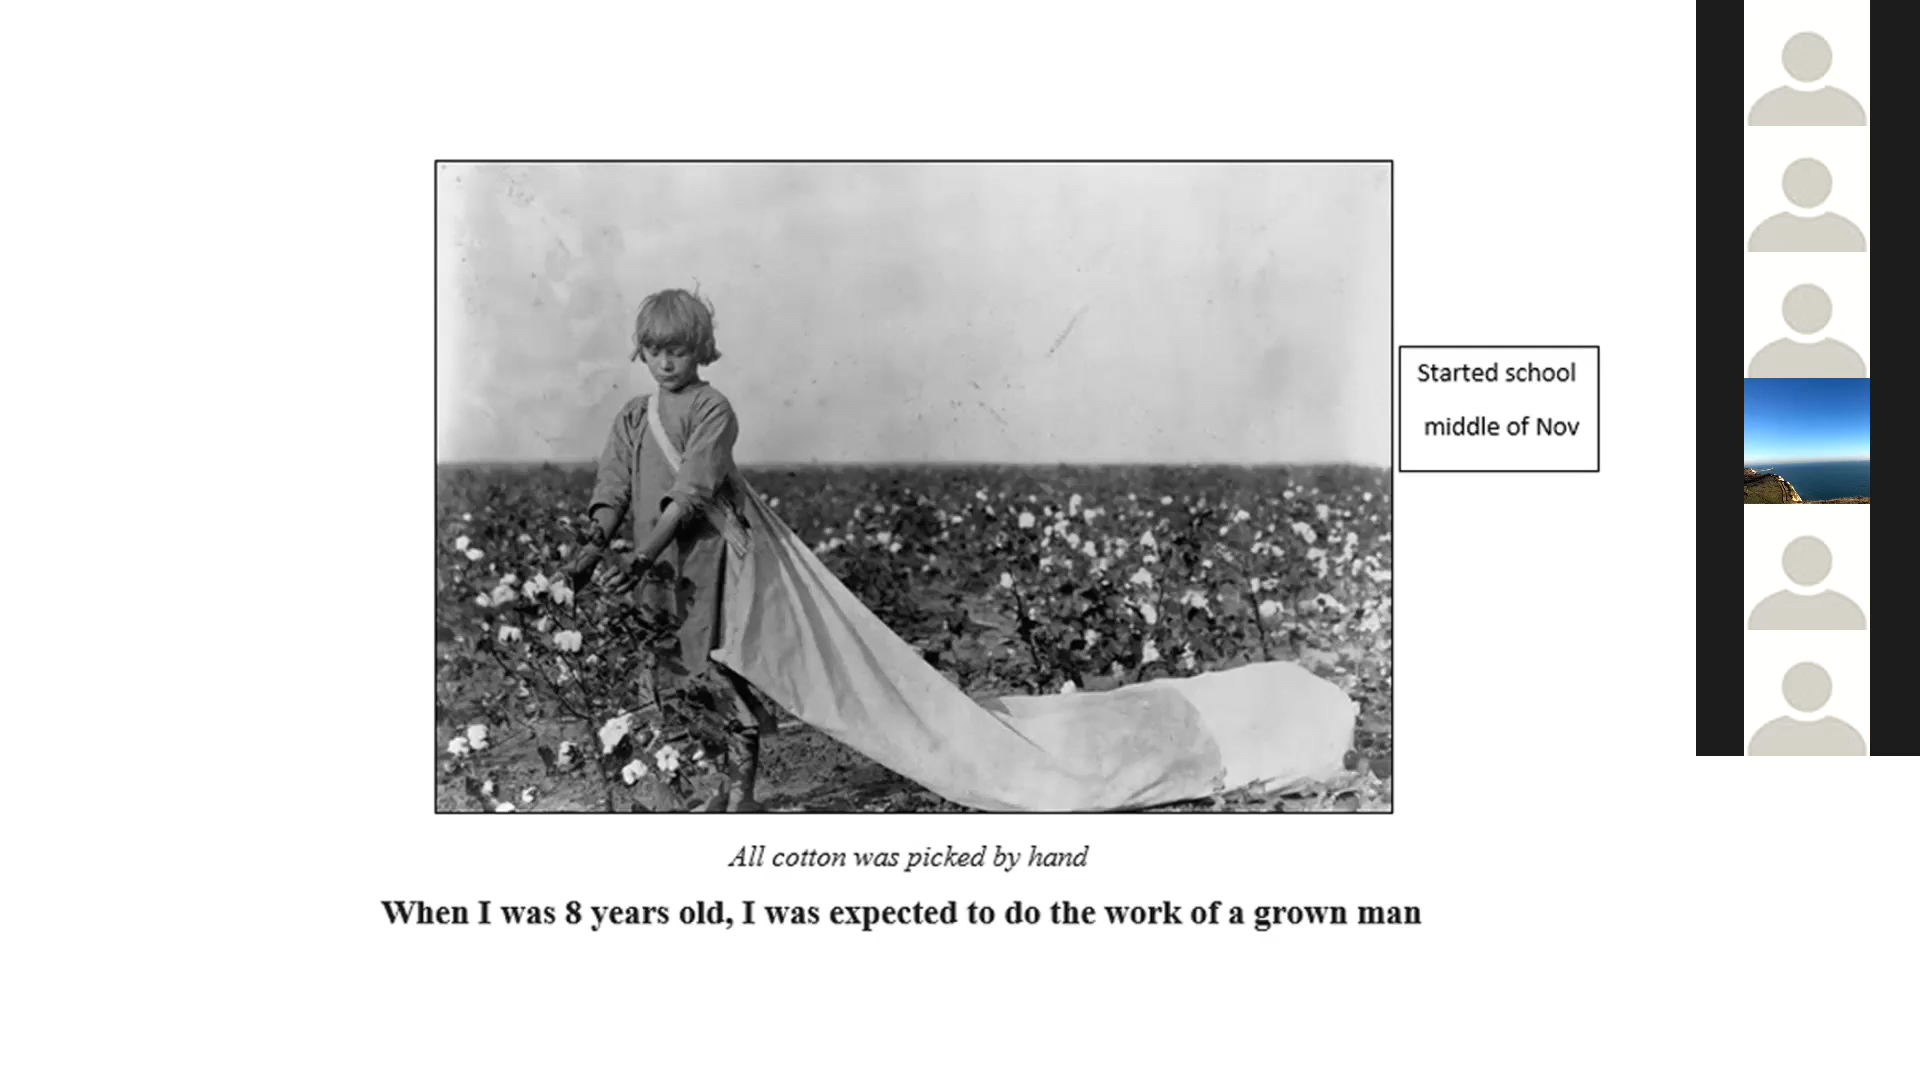 Started school
middle of Nov
All cotton was picked by hand
When I was 8 years old, I was expected to do the work of a grown man